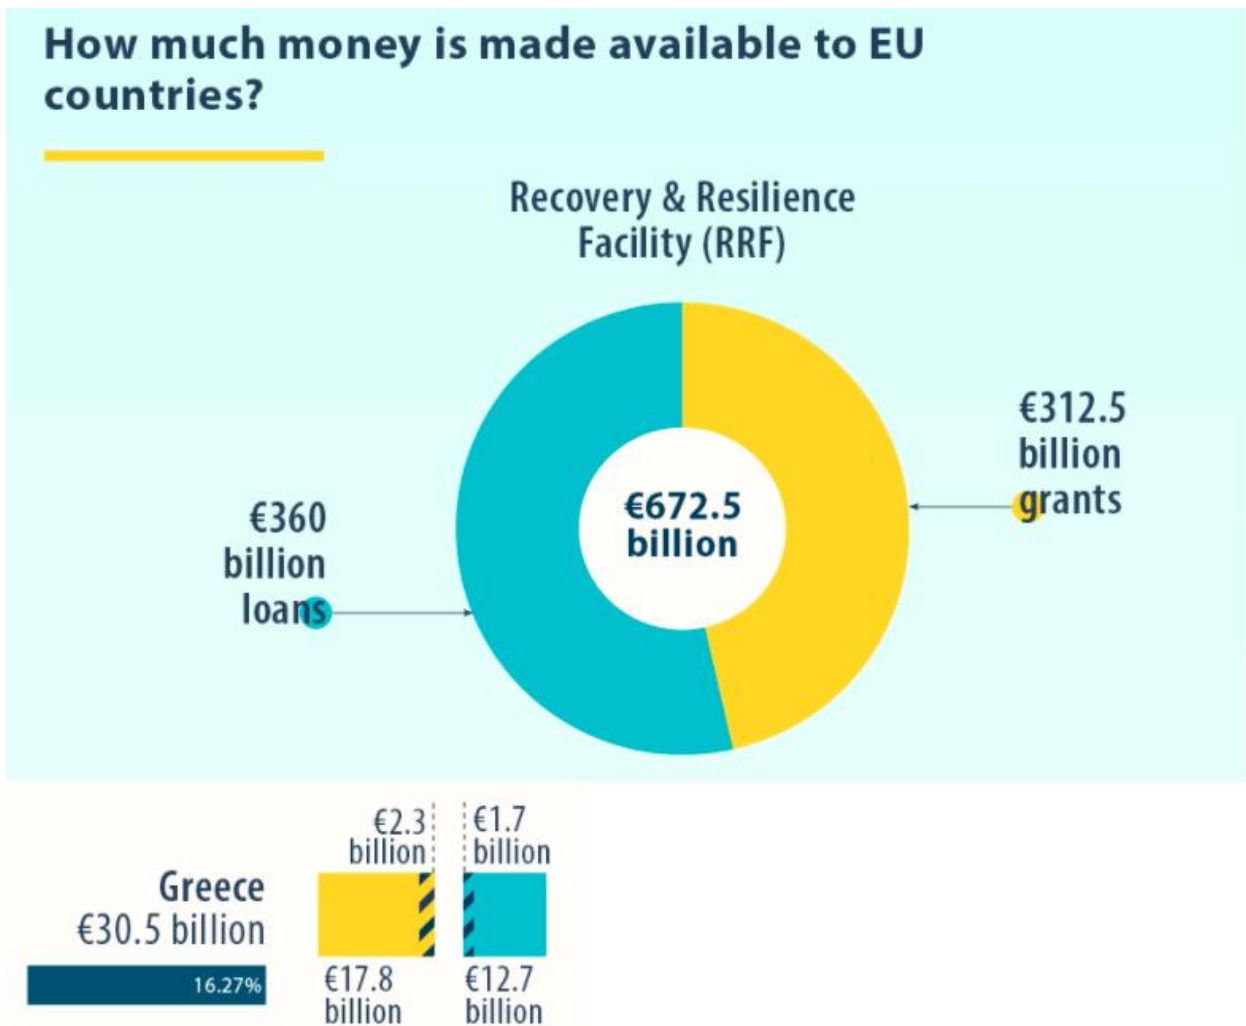 How much money is made available to EU
countries?
Recovery & Resilience
Facility (RRF)
€312.5
billion
grants
€672.5
billion
€360
billion
loans
€2.3
billion
€1.7
billion
Greece
€30.5 billion
16.27%
€17.8
billion
€12.7
billion